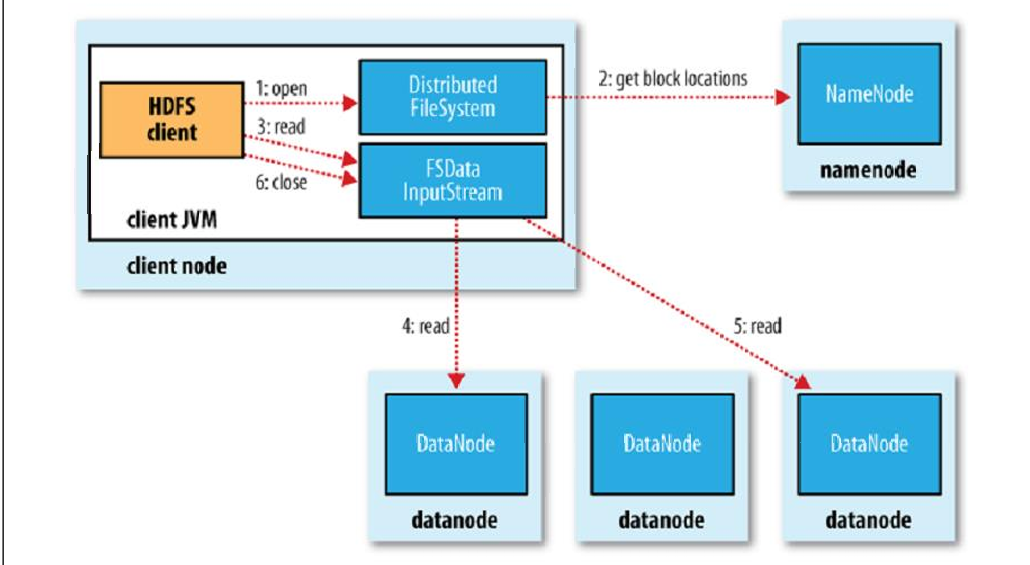 1: open
Distributed
FileSystem
2: get block locations
NameNode
HDFS
client
3: read
FSData
InputStream
namenode
6: close
client JVM
client node
4: read
5: read
DataNode
DataNode
DataNode
datanode
datanode
datanode